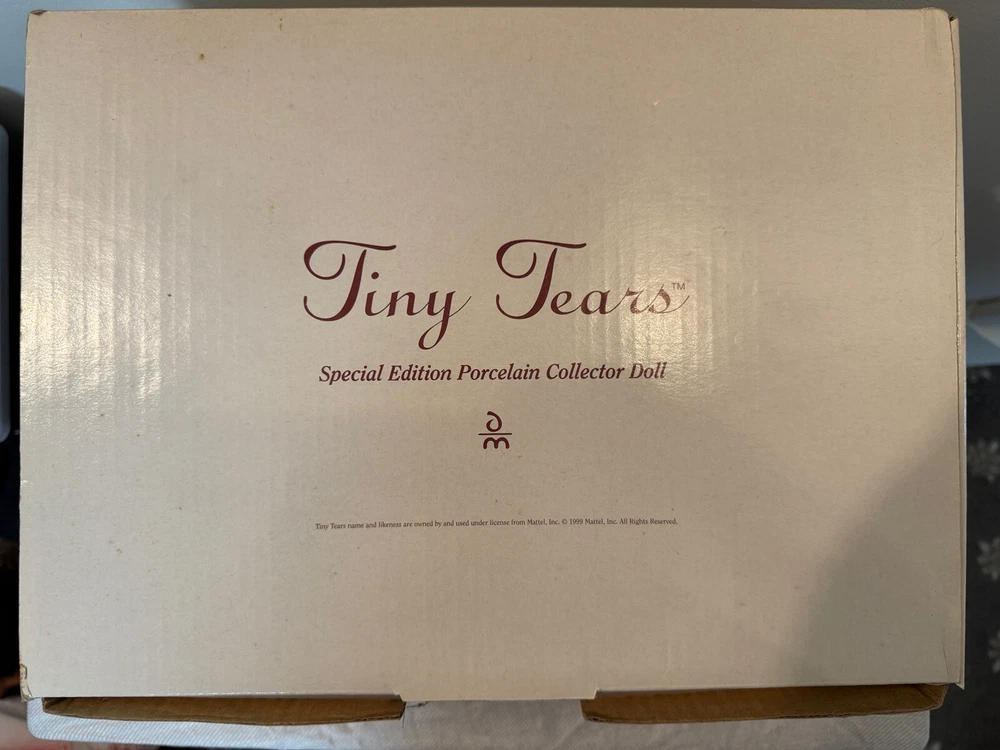 Tiny Tears™
Special Edition Porcelain Collector Doll
Tiny Tears name and likeness are owned by and used under license from Mattel, Inc. © 1999 Mattel, Inc. All Rights Reserved.